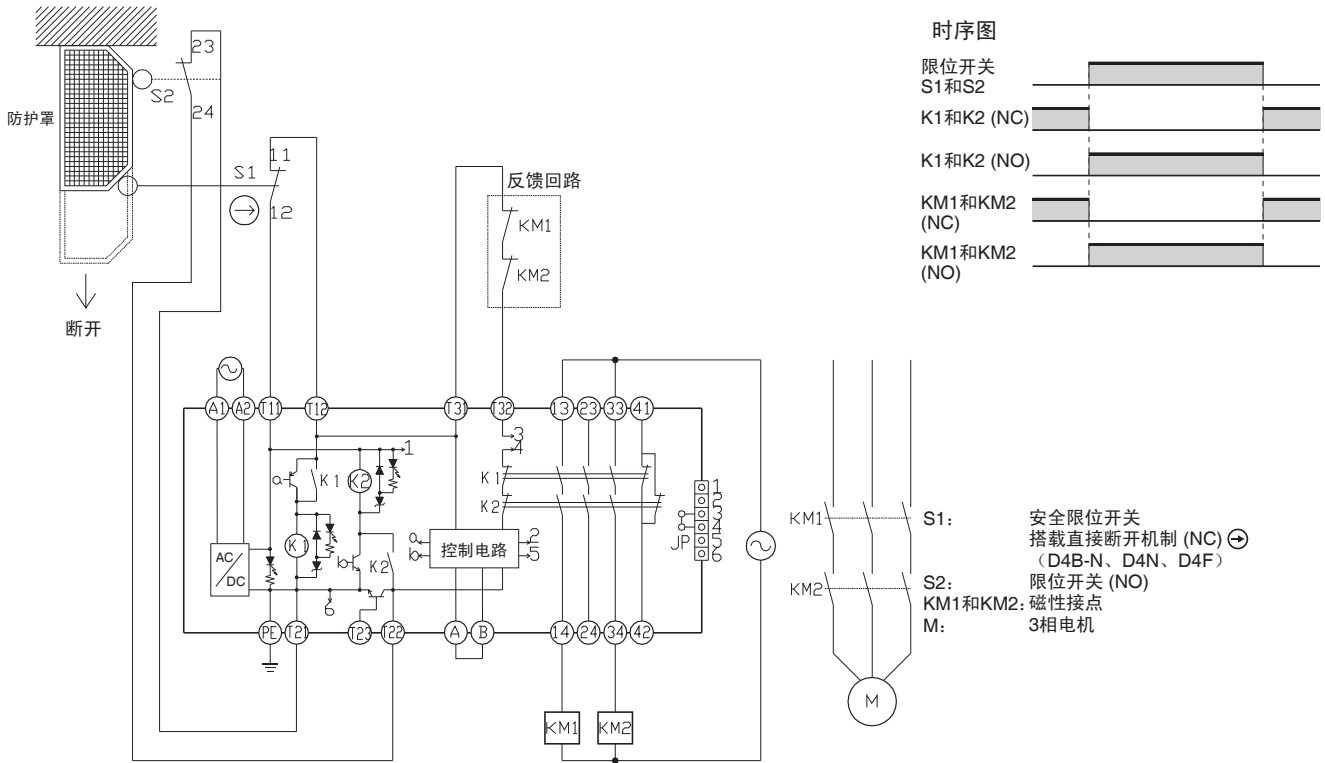 时序图
限位开关
S1和S2
K1和K2 (NC)
K1和K2 (NO)
KM1和KM2
(NC)
KM1和KM2
(NO)
23
S2
24
防护罩
11
S1
12
断开
反馈回路
KM1
KM2
A1 A2 T11 T12 T31 T32 13 23 33 41
1
3
4
a
K1
K2
K1
K2
K1
K2
AC/DC
b
6
a
b
控制电路
2
5
JP
1
2
3
4
5
6
PE T21 T23 T22 A B 14 24 34 42
KM1 KM2
KM1
KM2
M
S1: 安全限位开关
搭载直接断开机制 (NC)
(D4B-N、D4N、D4F)
S2: 限位开关 (NO)
KM1和KM2: 磁性接点
M: 3相电机